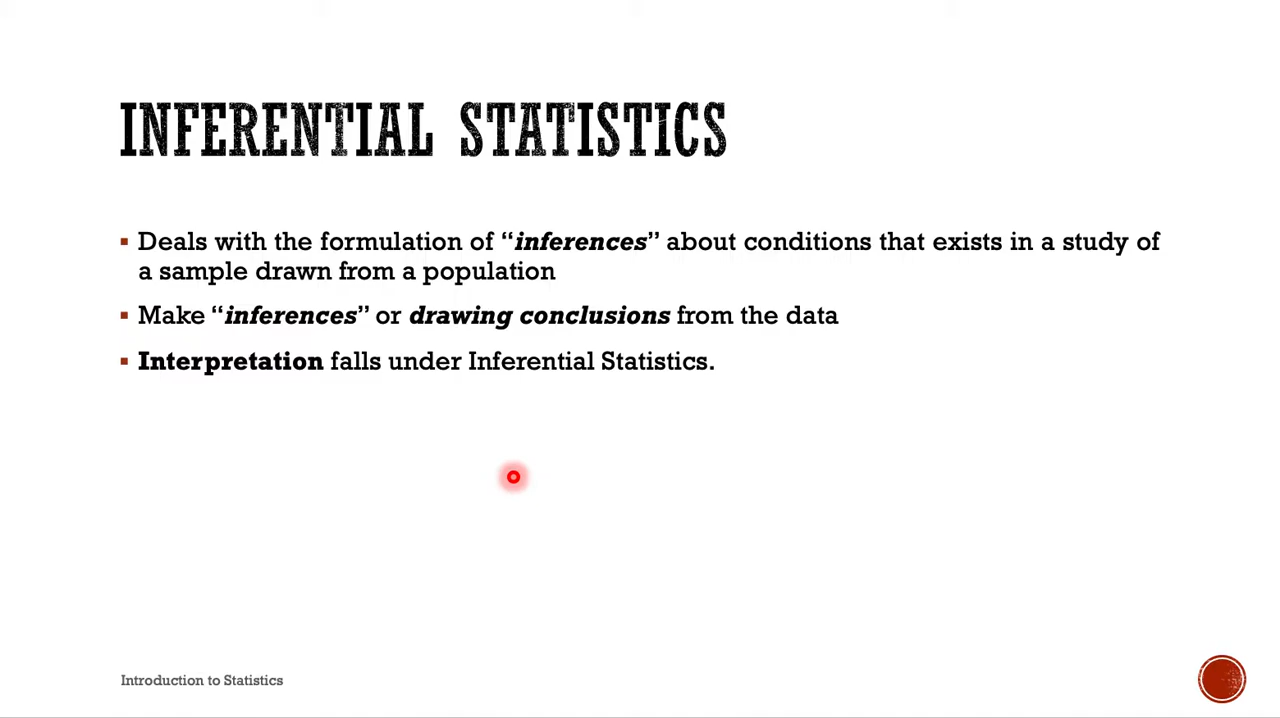 INFERENTIAL STATISTICS
▪ Deals with the formulation of “inferences” about conditions that exists in a study of
a sample drawn from a population
▪ Make “inferences” or drawing conclusions from the data
▪ Interpretation falls under Inferential Statistics.
Introduction to Statistics